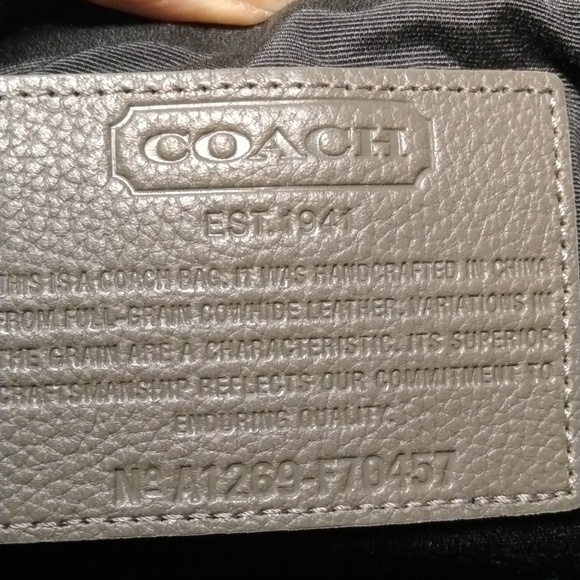 COACH
EST. 1941
THIS IS A COACH BAG. IT WAS HANDCRAFTED IN CHINA
FROM FULL-GRAIN COWHIDE LEATHER. VARIATIONS IN
THE GRAIN ARE A CHARACTERISTIC. ITS SUPERIOR
CRAFTSMANSHIP REFLECTS OUR COMMITMENT TO
ENDURING QUALITY.
Nº A1269-F70457